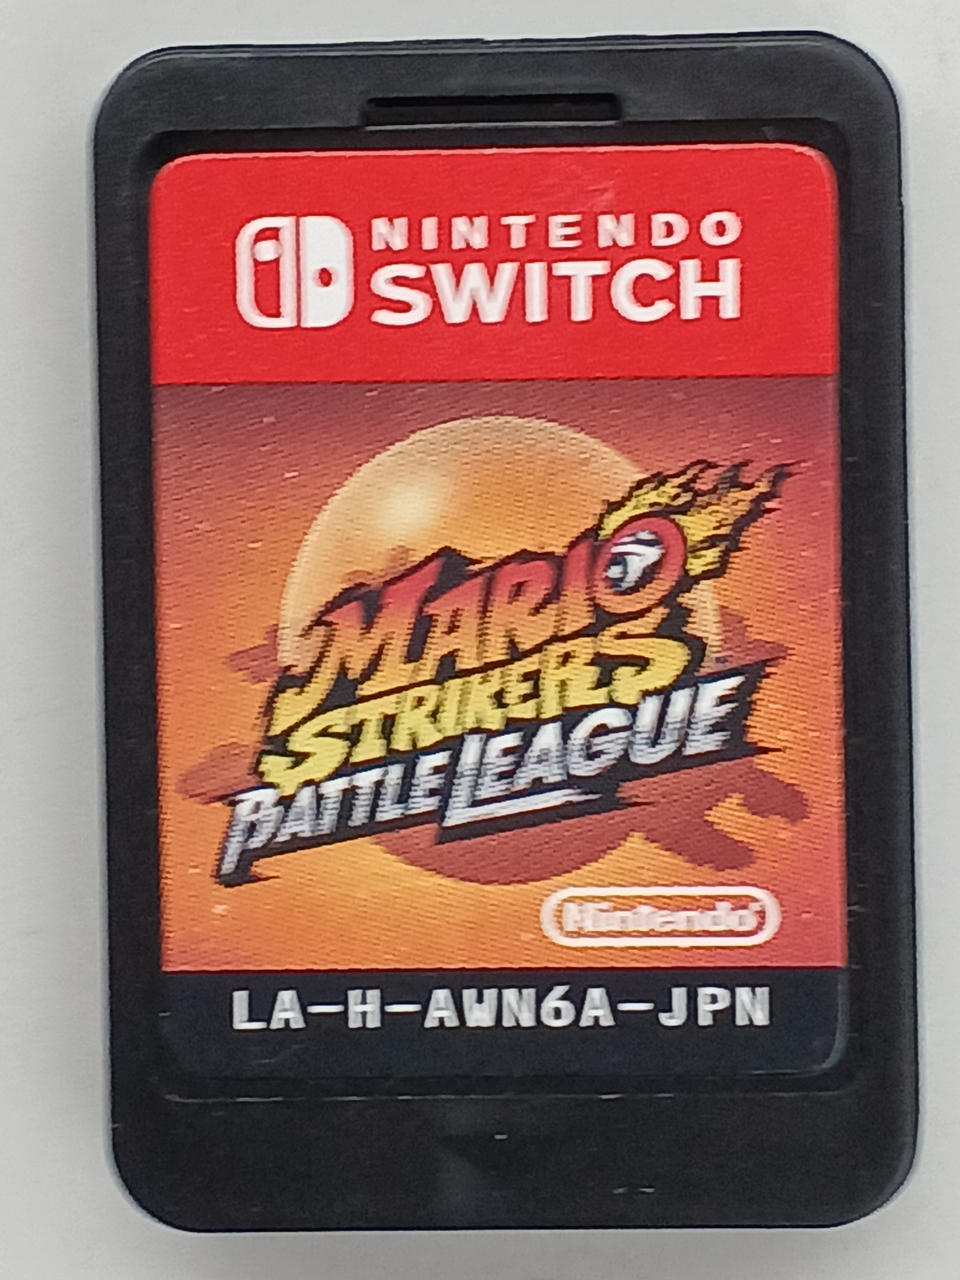 NINTENDO
SWITCH
MARIO
STRIKERS
BATTLE LEAGUE
Nintendo
LA-H-AWN6A-JPN